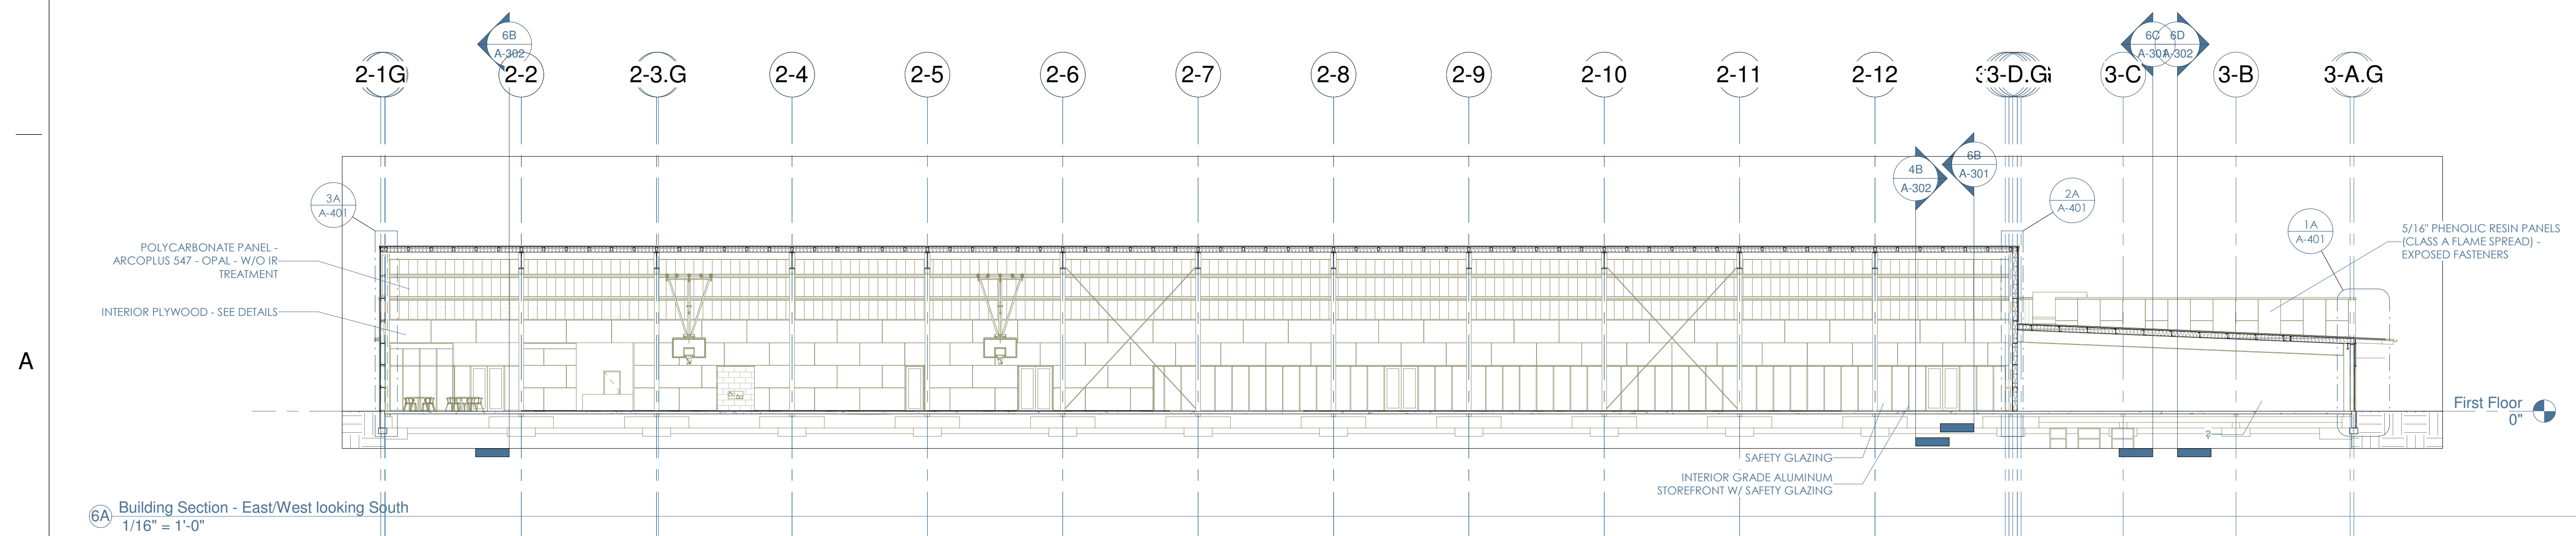 6B
A-302
6C 6D
A-301 A-302
2-1G
2-2
2-3.G
2-4
2-5
2-6
2-7
2-8
2-9
2-10
2-11
2-12
3-D.G
3-C
3-B
3-A.G
6B
A-301
4B
A-302
3A
A-401
2A
A-401
1A
A-401
POLYCARBONATE PANEL -
ARCOPLUS 547 - OPAL - W/O IR
TREATMENT
INTERIOR PLYWOOD - SEE DETAILS
5/16" PHENOLIC RESIN PANELS
(CLASS A FLAME SPREAD) -
EXPOSED FASTENERS
A
First Floor
0"
?
SAFETY GLAZING
INTERIOR GRADE ALUMINUM
STOREFRONT W/ SAFETY GLAZING
6A
Building Section - East/West looking South
1/16" = 1'-0"